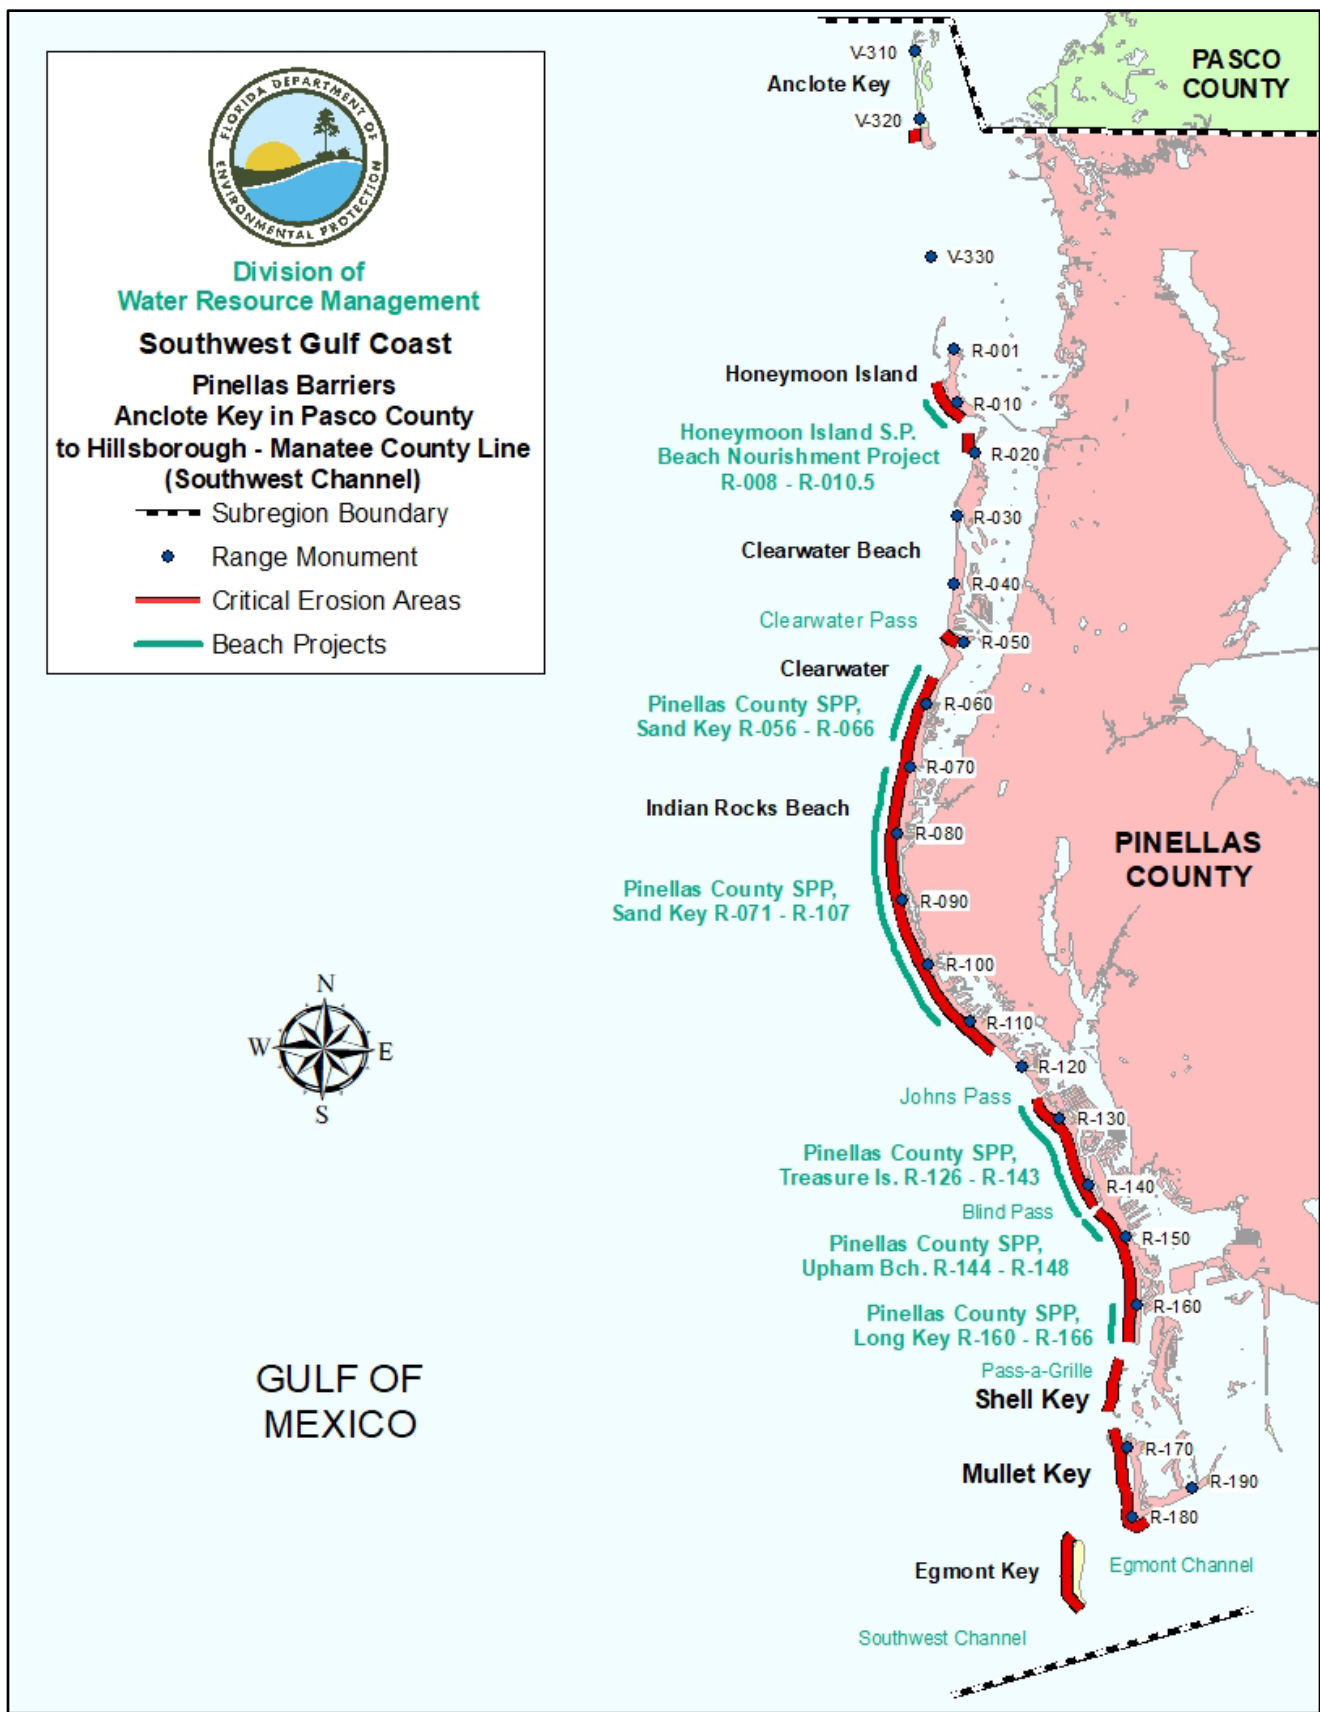 FLORIDA DEPARTMENT OF
ENVIRONMENTAL PROTECTION
Division of
Water Resource Management
Southwest Gulf Coast
Pinellas Barriers
Anclote Key in Pasco County
to Hillsborough - Manatee County Line
(Southwest Channel)
Subregion Boundary
Range Monument
Critical Erosion Areas
Beach Projects
V-310
Anclote Key
V-320
PASCO
COUNTY
V-330
R-001
Honeymoon Island
R-010
Honeymoon Island S.P.
Beach Nourishment Project
R-008 - R-010.5
R-020
R-030
Clearwater Beach
R-040
Clearwater Pass
R-050
Clearwater
Pinellas County SPP,
Sand Key R-056 - R-066
R-060
R-070
Indian Rocks Beach
R-080
PINELLAS
COUNTY
Pinellas County SPP,
Sand Key R-071 - R-107
R-090
R-100
R-110
N
W
E
S
R-120
Johns Pass
R-130
Pinellas County SPP,
Treasure Is. R-126 - R-143
R-140
Blind Pass
R-150
Pinellas County SPP,
Upham Bch. R-144 - R-148
R-160
Pinellas County SPP,
Long Key R-160 - R-166
Pass-a-Grille
Shell Key
GULF OF
MEXICO
R-170
Mullet Key
R-190
R-180
Egmont Key
Egmont Channel
Southwest Channel